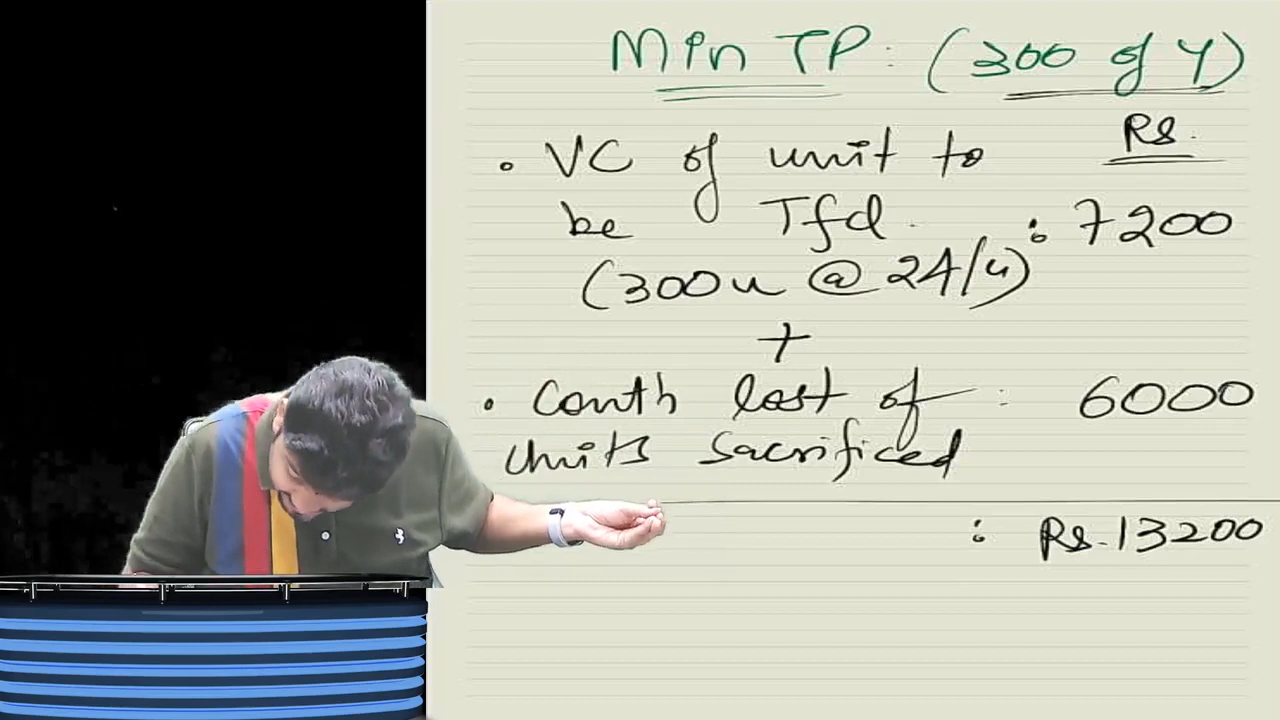 Min TP: (300 of Y)
Rs.
• VC of unit to
be Tfd. : 7200
(300u @ 24/u)
+
• Contb lost of : 6000
units sacrificed
: Rs. 13200